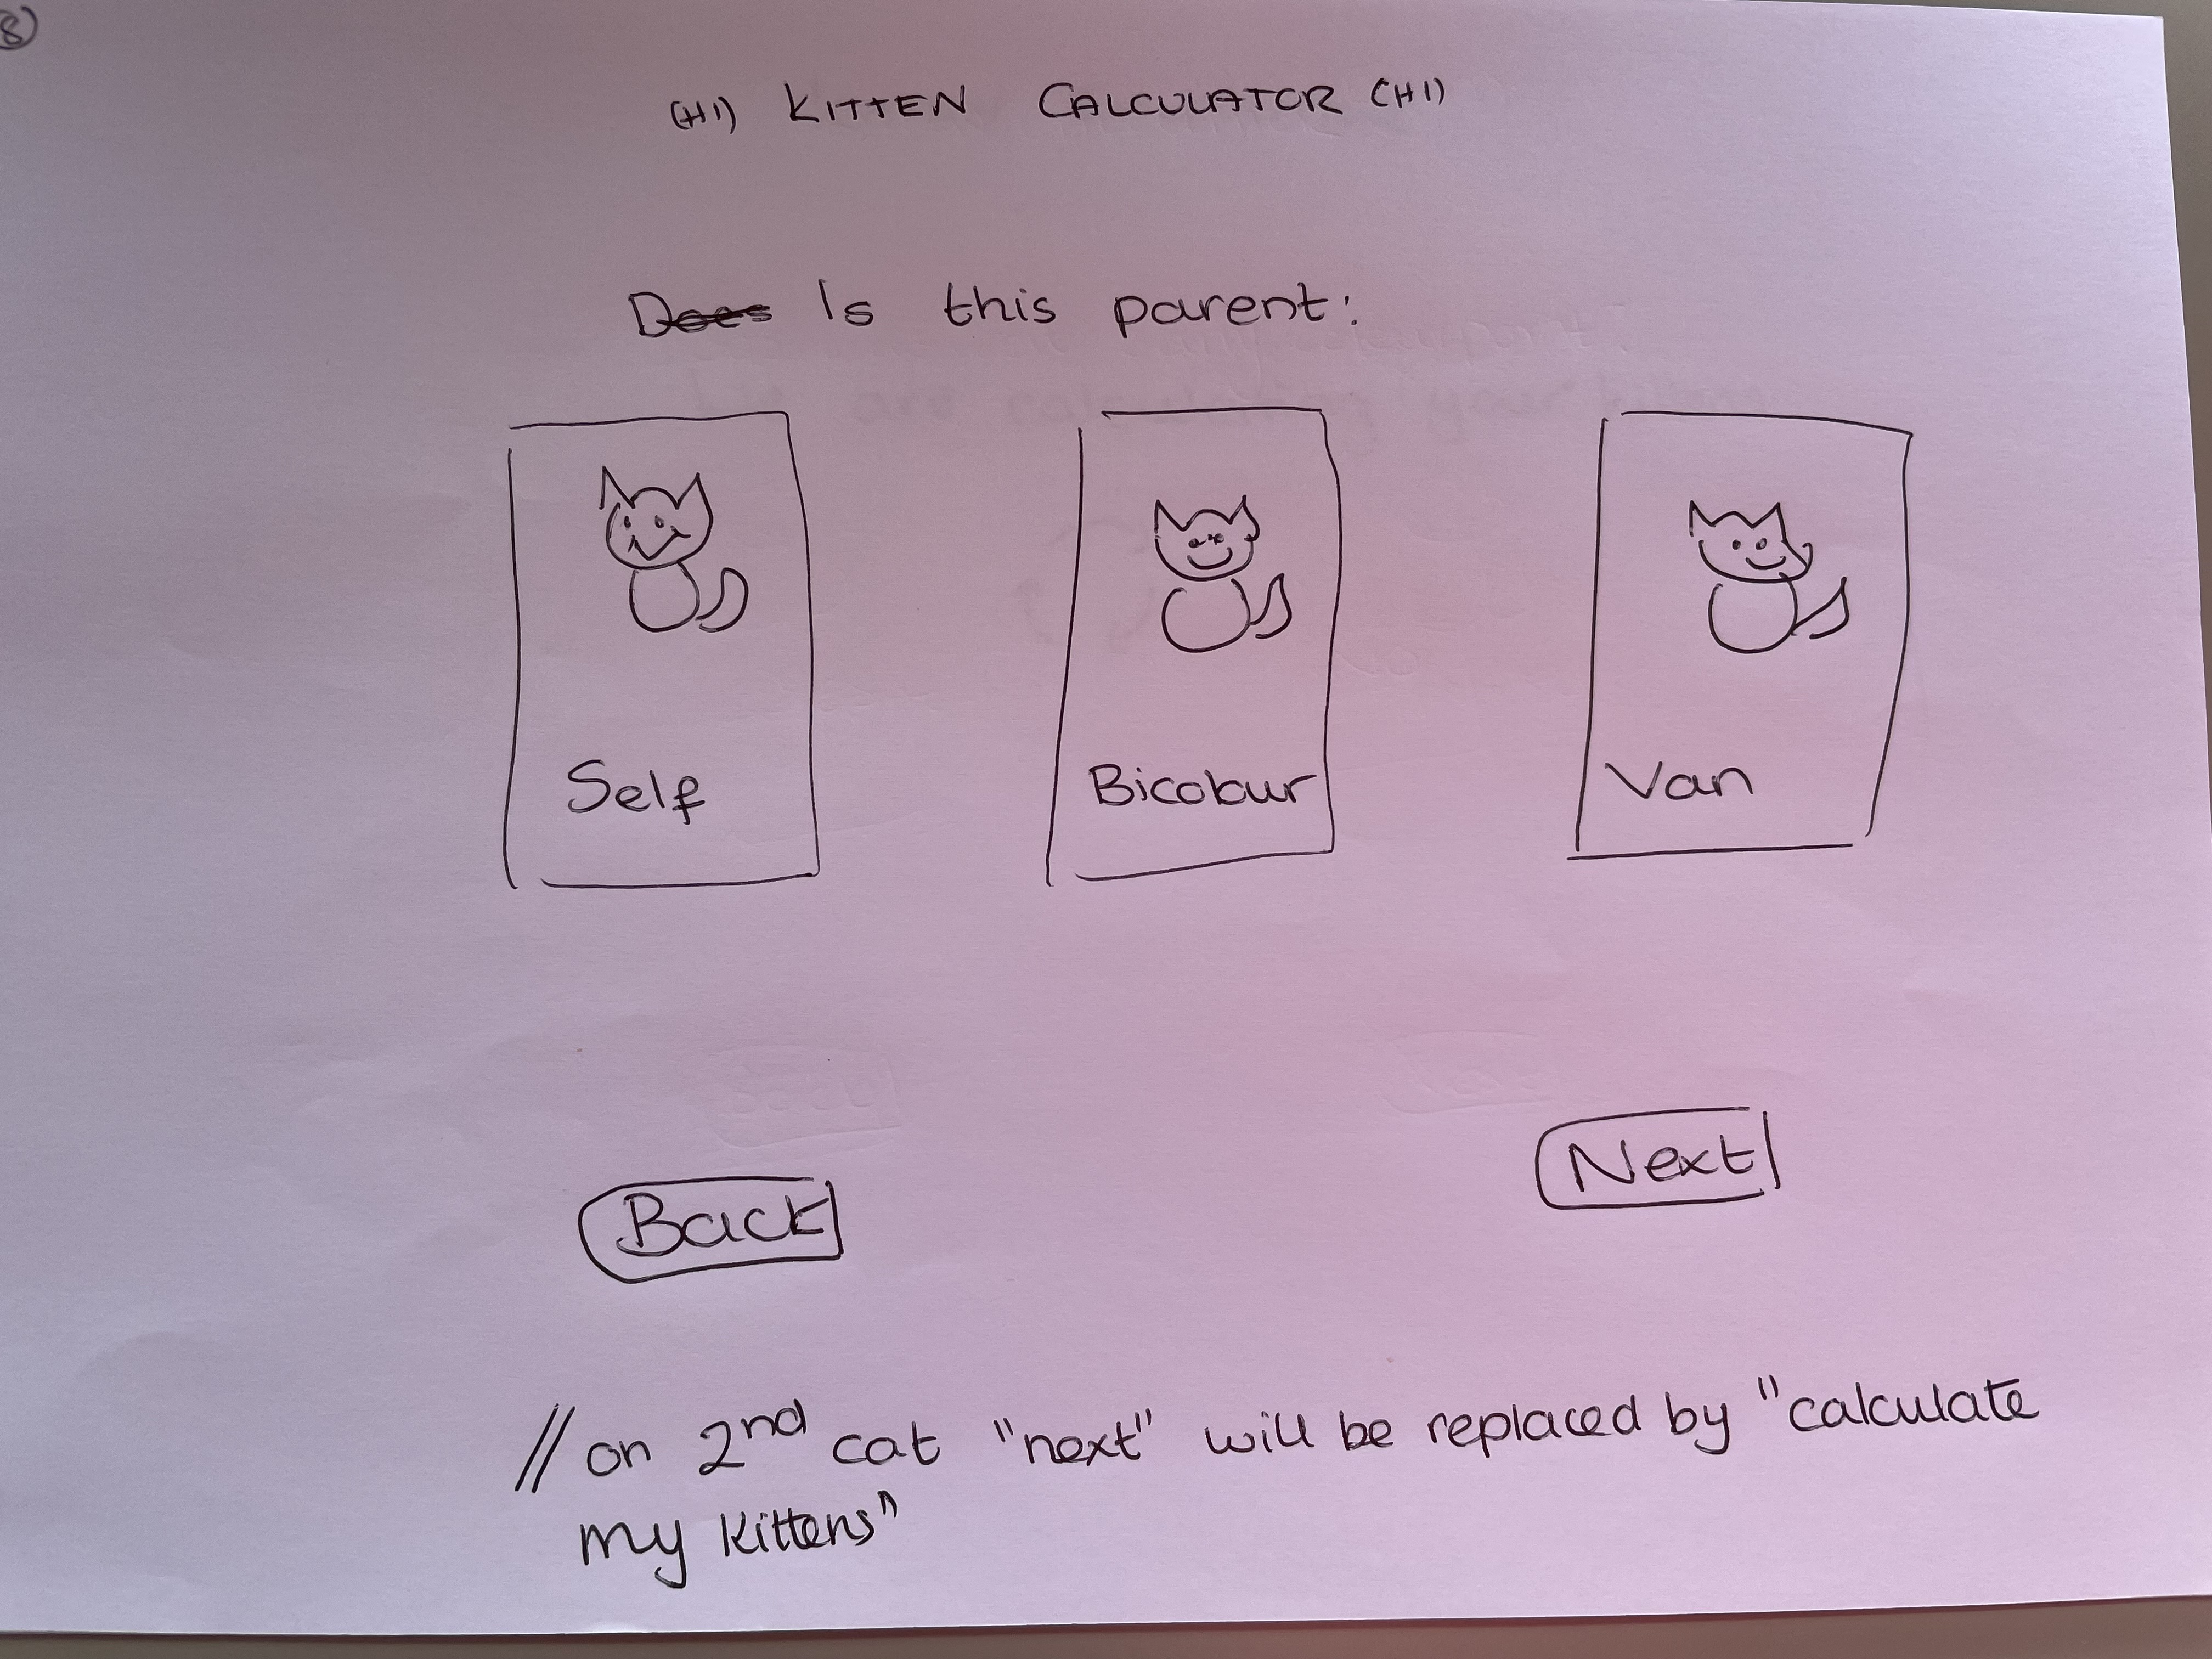 8
(H1) KITTEN CALCULATOR (H1)
Does Is this parent:
Self Bicolour Van
Next
Back
// on 2nd cat "next" will be replaced by "calculate
my kittens"